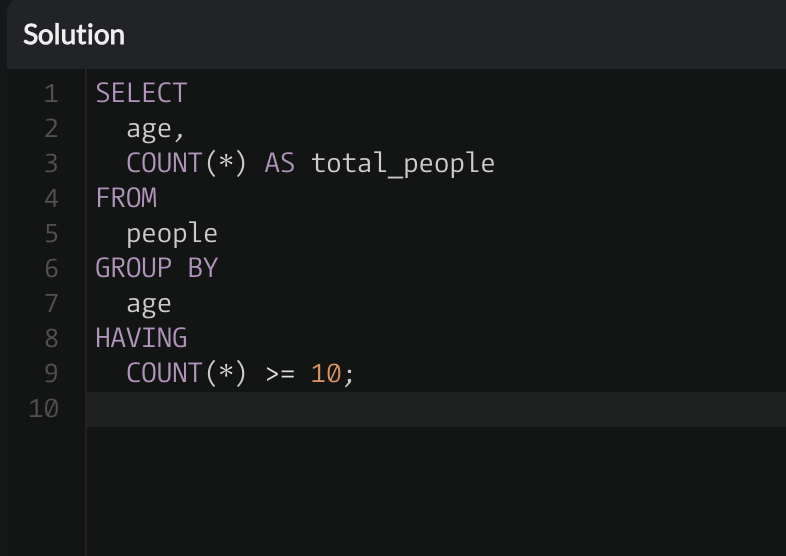 Solution
1 SELECT
2   age,
3   COUNT(*) AS total_people
4 FROM
5   people
6 GROUP BY
7   age
8 HAVING
9   COUNT(*) >= 10;
10